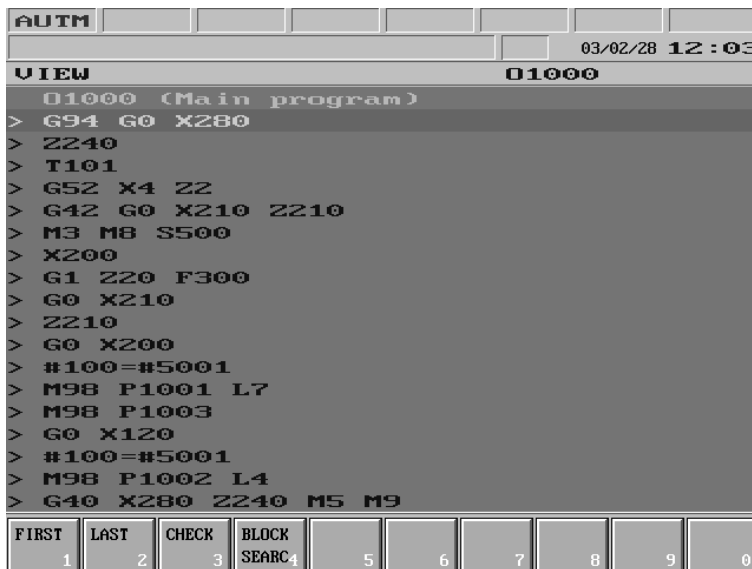 AUTM
03/02/28 12:03
VIEW O1000
O1000 (Main program)
> G94 G0 X280
> Z240
> T101
> G52 X4 Z2
> G42 G0 X210 Z210
> M3 M8 S500
> X200
> G1 Z20 F300
> G0 X210
> Z210
> G0 X200
> #100=#5001
> M98 P1001 L7
> M98 P1003
> G0 X120
> #100=#5001
> M98 P1002 L4
> G40 X280 Z240 M5 M9
FIRST 1 LAST 2 CHECK 3 BLOCK SEARC 4 5 6 7 8 9 0